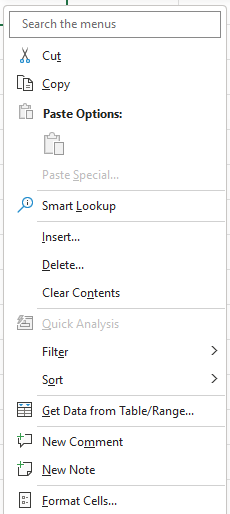 Search the menus
Cut
Copy
Paste Options:
Paste Special...
Smart Lookup
Insert...
Delete...
Clear Contents
Quick Analysis
Filter
Sort
Get Data from Table/Range...
New Comment
New Note
Format Cells...